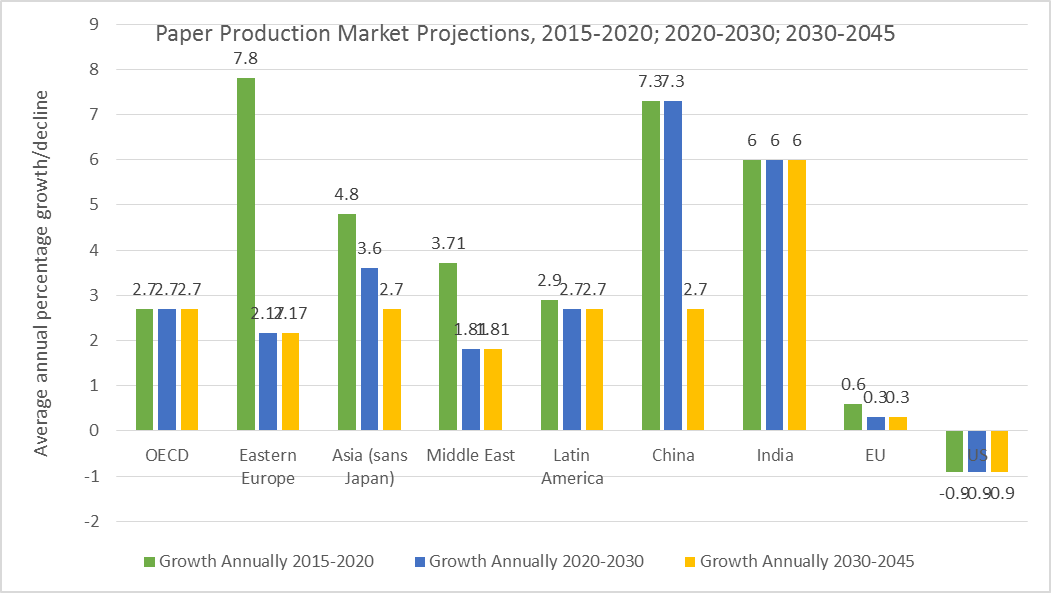 Paper Production Market Projections, 2015-2020; 2020-2030; 2030-2045
Average annual percentage growth/decline
9
8
7
6
5
4
3
2
1
0
-1
-2
2.7 2.7 2.7
7.8 2.17 2.17
4.8 3.6 2.7
3.71 1.81 1.81
2.9 2.7 2.7
7.3 7.3 2.7
6 6 6
0.6 0.3 0.3
-0.9 -0.9 -0.9
OECD
Eastern
Europe
Asia (sans
Japan)
Middle East
Latin
America
China
India
EU
US
Growth Annually 2015-2020
Growth Annually 2020-2030
Growth Annually 2030-2045